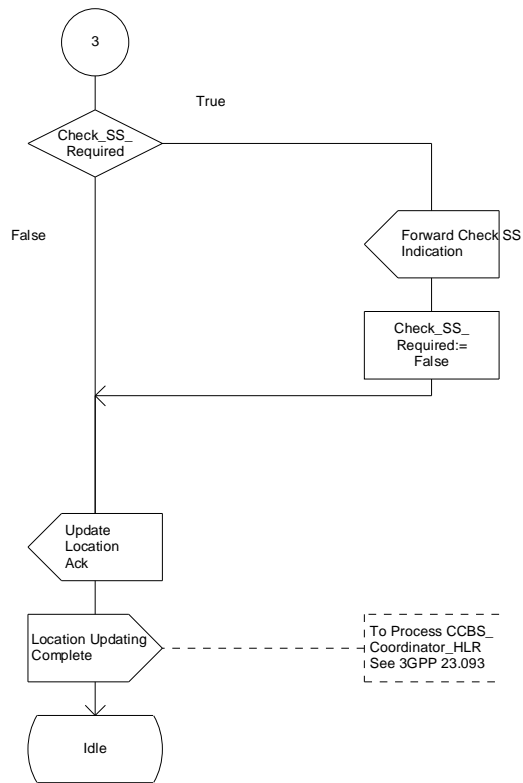 3
True
Check_SS_
Required
False
Forward Check SS
Indication
Check_SS_
Required:=
False
Update
Location
Ack
Location Updating
Complete
To Process CCBS_
Coordinator_HLR
See 3GPP 23.093
Idle